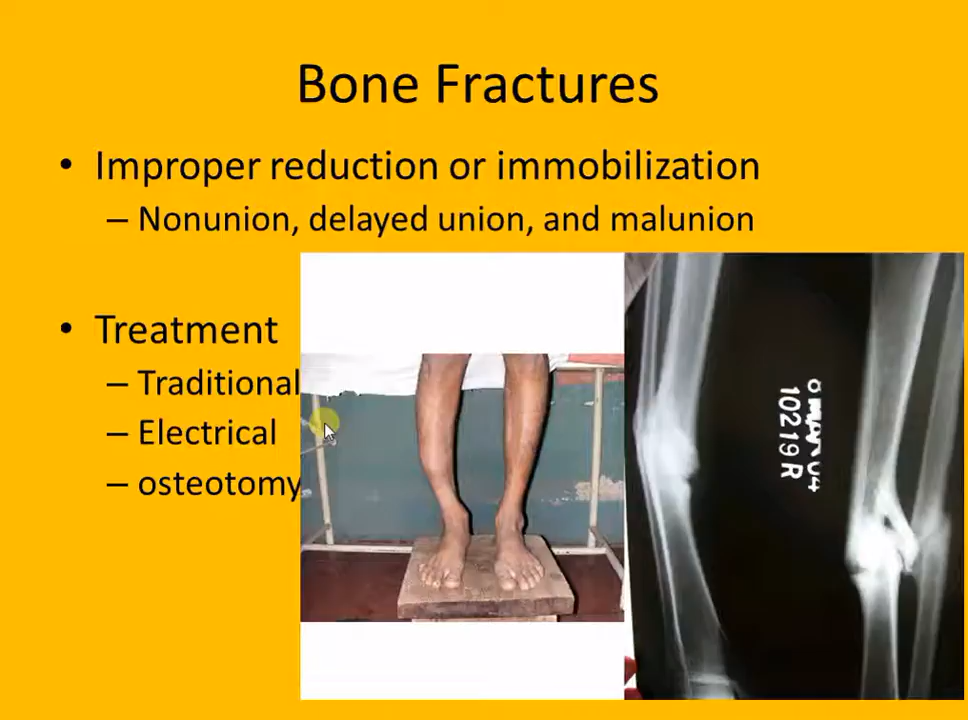 Bone Fractures
• Improper reduction or immobilization
– Nonunion, delayed union, and malunion
• Treatment
– Traditional
– Electrical
– osteotomy
10219 R